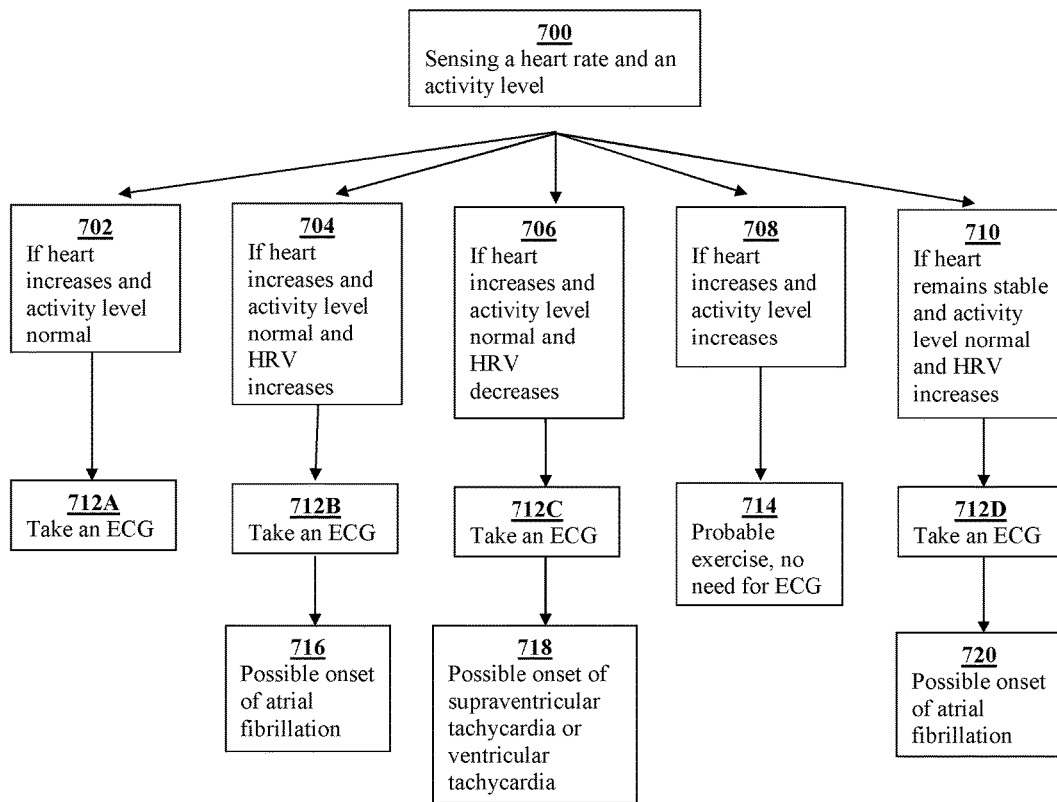 700
Sensing a heart rate and an
activity level
702
If heart
increases and
activity level
normal
704
If heart
increases and
activity level
normal and
HRV
increases
706
If heart
increases and
activity level
normal and
HRV
decreases
708
If heart
increases and
activity level
increases
710
If heart
remains stable
and activity
level normal
and HRV
increases
712A
Take an ECG
712B
Take an ECG
712C
Take an ECG
714
Probable
exercise, no
need for ECG
712D
Take an ECG
716
Possible onset
of atrial
fibrillation
718
Possible onset of
supraventricular
tachycardia or
ventricular
tachycardia
720
Possible onset
of atrial
fibrillation